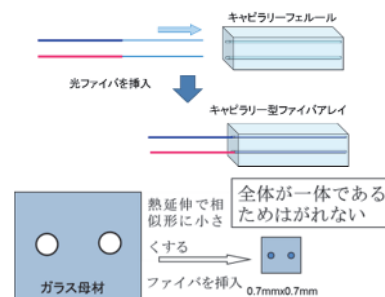 キャピラリーフェルール
光ファイバを挿入
キャピラリー型ファイバアレイ
熱延伸で相
似形に小さ
くする
ファイバを挿入
全体が一体である
ためはがれない
ガラス母材
0.7mmx0.7mm